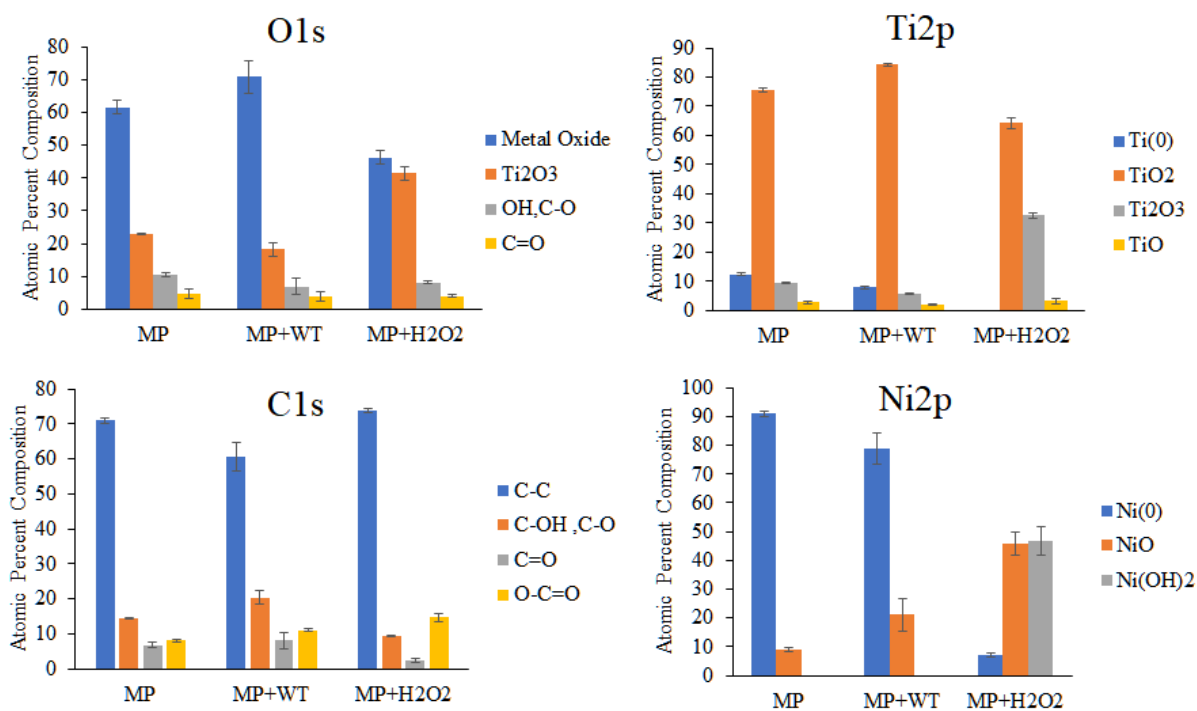 O1s
Atomic Percent Composition
80
70
60
50
40
30
20
10
0
MP
MP+WT
MP+H2O2
Metal Oxide
Ti2O3
OH,C-O
C=O
Ti2p
Atomic Percent Composition
90
80
70
60
50
40
30
20
10
0
MP
MP+WT
MP+H2O2
Ti(0)
TiO2
Ti2O3
TiO
C1s
Atomic Percent Composition
80
70
60
50
40
30
20
10
0
MP
MP+WT
MP+H2O2
C-C
C-OH ,C-O
C=O
O-C=O
Ni2p
Atomic Percent Composition
100
90
80
70
60
50
40
30
20
10
0
MP
MP+WT
MP+H2O2
Ni(0)
NiO
Ni(OH)2